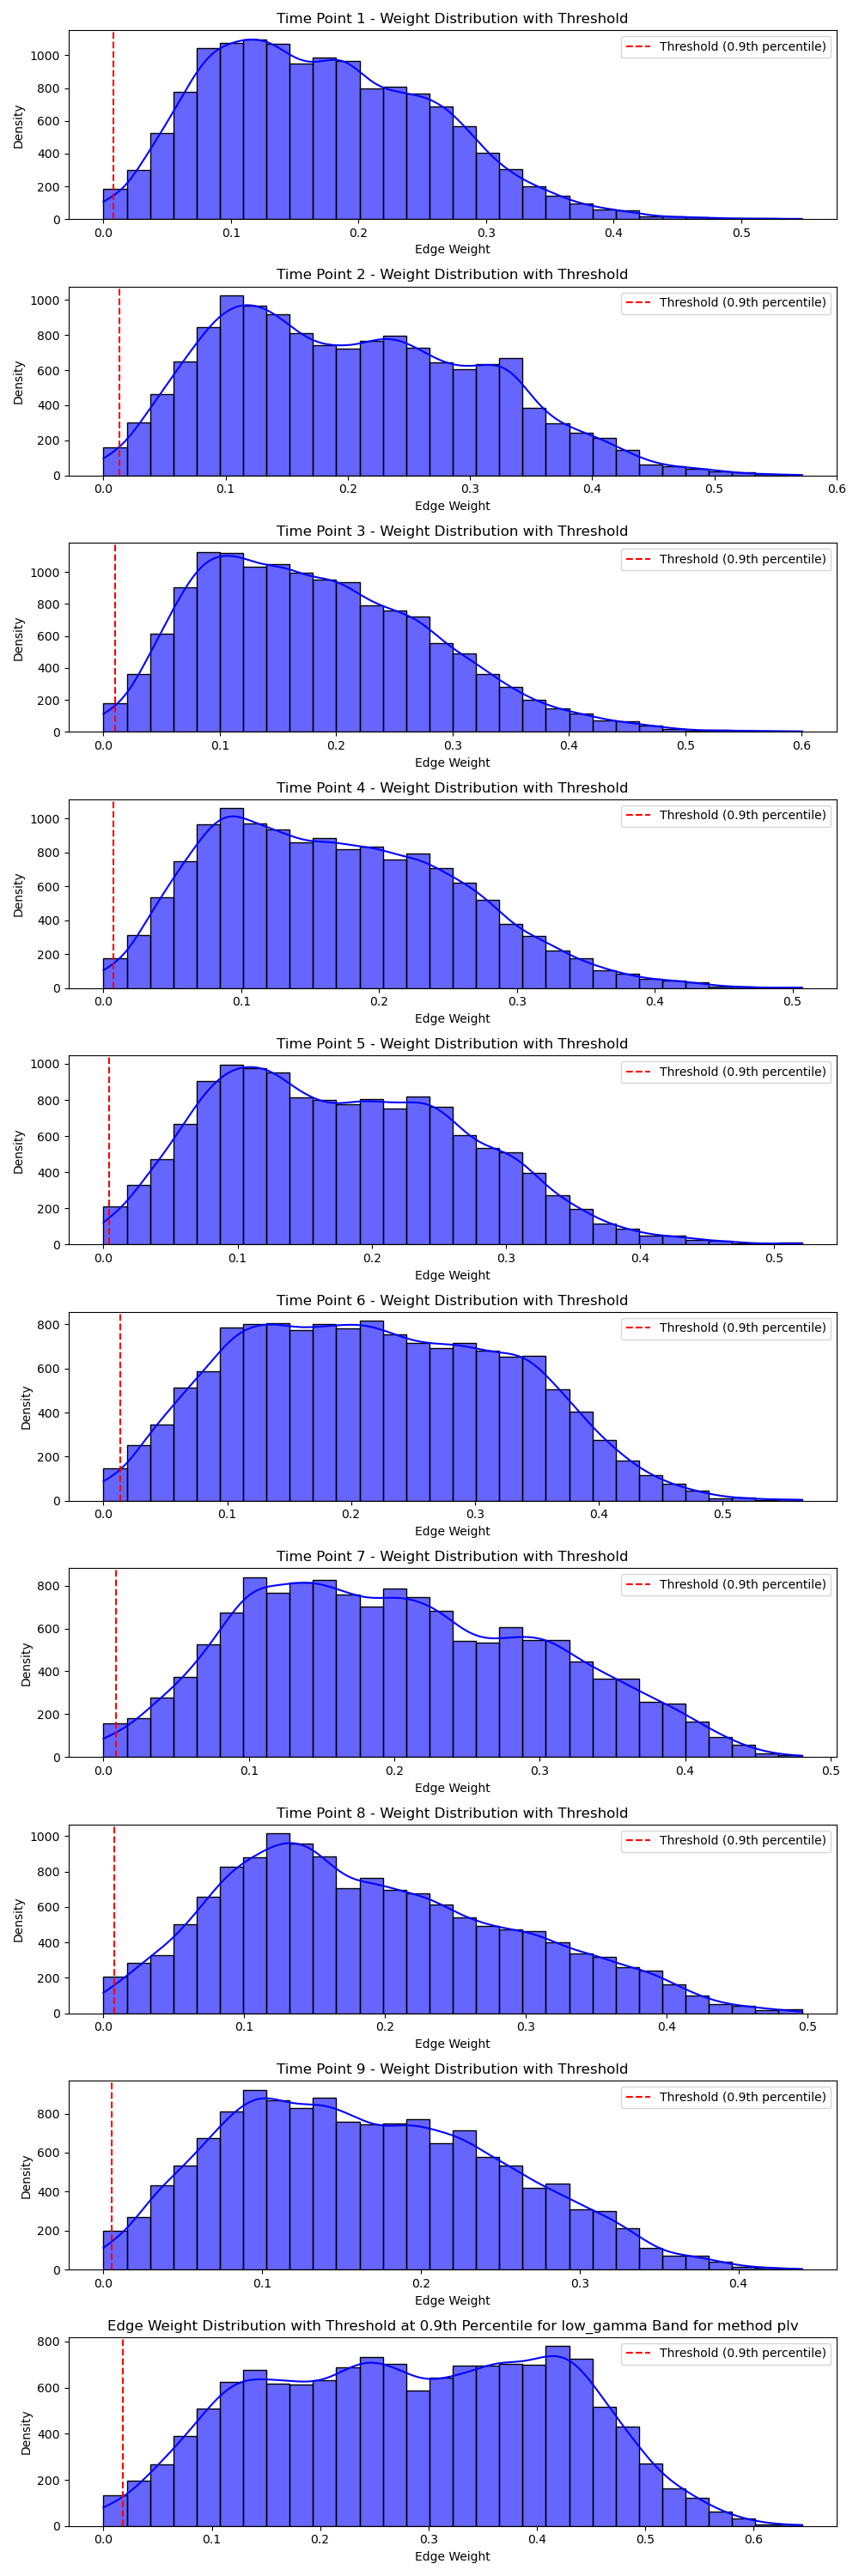 Time Point 1 - Weight Distribution with Threshold
Threshold (0.9th percentile)
Density
1000
800
600
400
200
0
0.0 0.1 0.2 0.3 0.4 0.5
Edge Weight
Time Point 2 - Weight Distribution with Threshold
Threshold (0.9th percentile)
Density
1000
800
600
400
200
0
0.0 0.1 0.2 0.3 0.4 0.5 0.6
Edge Weight
Time Point 3 - Weight Distribution with Threshold
Threshold (0.9th percentile)
Density
1000
800
600
400
200
0
0.0 0.1 0.2 0.3 0.4 0.5 0.6
Edge Weight
Time Point 4 - Weight Distribution with Threshold
Threshold (0.9th percentile)
Density
1000
800
600
400
200
0
0.0 0.1 0.2 0.3 0.4 0.5
Edge Weight
Time Point 5 - Weight Distribution with Threshold
Threshold (0.9th percentile)
Density
1000
800
600
400
200
0
0.0 0.1 0.2 0.3 0.4 0.5
Edge Weight
Time Point 6 - Weight Distribution with Threshold
Threshold (0.9th percentile)
Density
800
600
400
200
0
0.0 0.1 0.2 0.3 0.4 0.5
Edge Weight
Time Point 7 - Weight Distribution with Threshold
Threshold (0.9th percentile)
Density
800
600
400
200
0
0.0 0.1 0.2 0.3 0.4 0.5
Edge Weight
Time Point 8 - Weight Distribution with Threshold
Threshold (0.9th percentile)
Density
1000
800
600
400
200
0
0.0 0.1 0.2 0.3 0.4 0.5
Edge Weight
Time Point 9 - Weight Distribution with Threshold
Threshold (0.9th percentile)
Density
800
600
400
200
0
0.0 0.1 0.2 0.3 0.4
Edge Weight
Edge Weight Distribution with Threshold at 0.9th Percentile for low_gamma Band for method plv
Threshold (0.9th percentile)
Density
800
600
400
200
0
0.0 0.1 0.2 0.3 0.4 0.5 0.6
Edge Weight